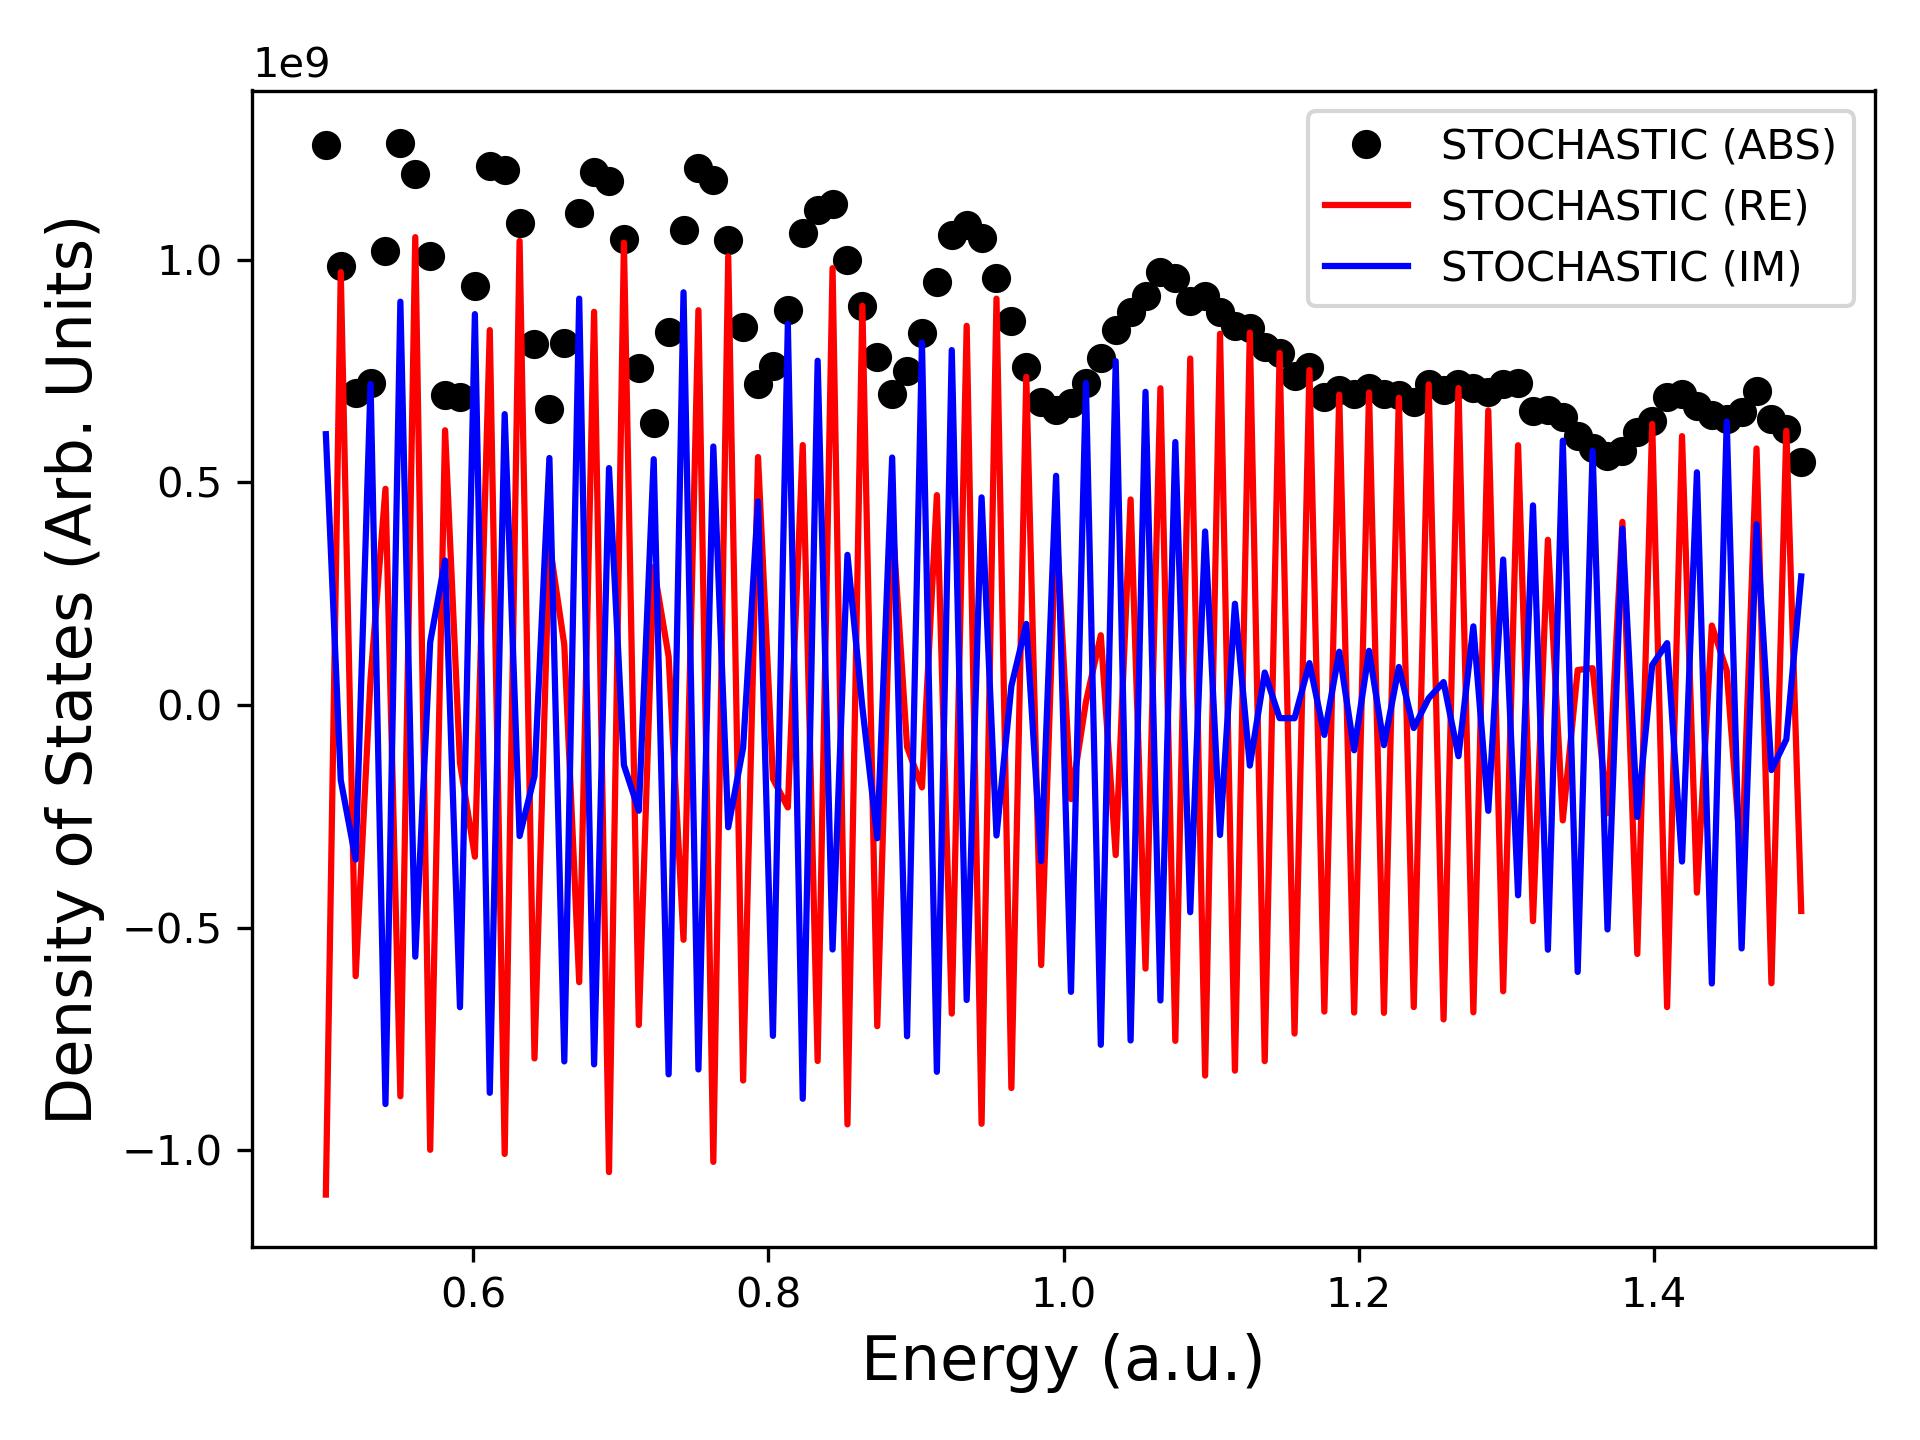 1e9
STOCHASTIC (ABS)
STOCHASTIC (RE)
STOCHASTIC (IM)
Density of States (Arb. Units)
1.0
0.5
0.0
−0.5
−1.0
0.6 0.8 1.0 1.2 1.4
Energy (a.u.)